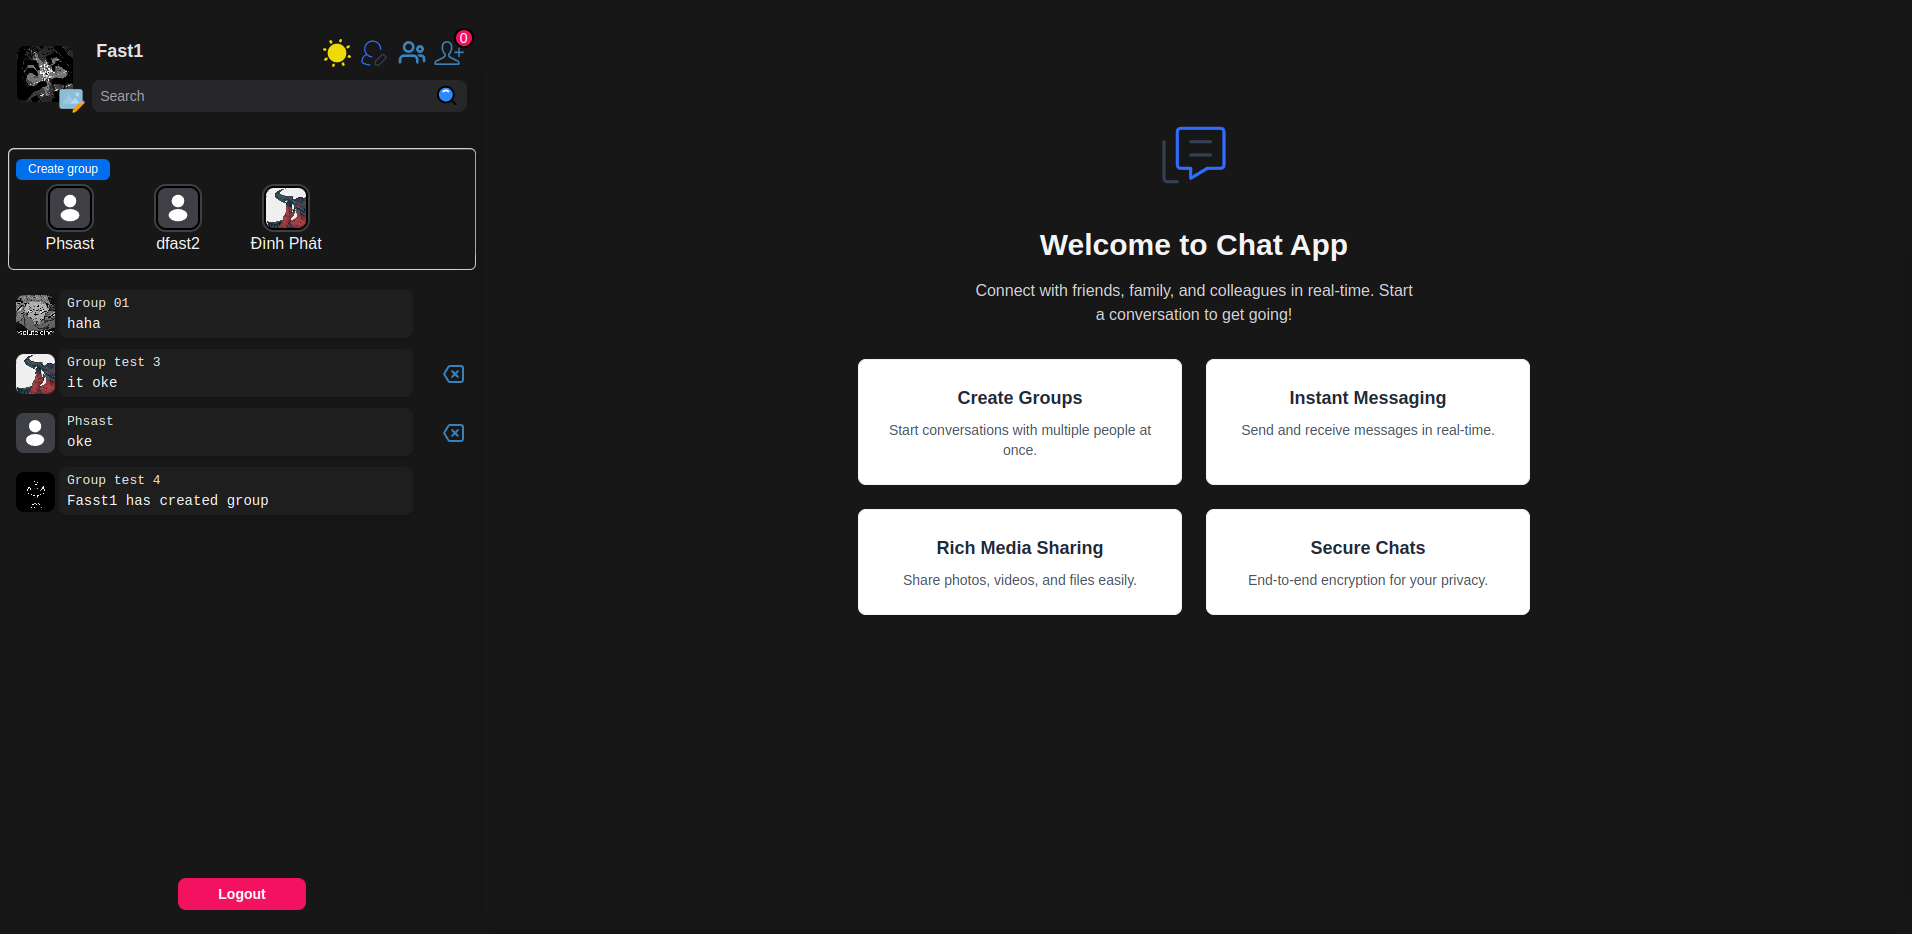 Fast1
0
Search
Create group
Phsast
dfast2
Đình Phát
Group 01
haha
Group test 3
it oke
Phsast
oke
Group test 4
Fasst1 has created group
Logout
Welcome to Chat App
Connect with friends, family, and colleagues in real-time. Start
a conversation to get going!
Create Groups
Start conversations with multiple people at
once.
Instant Messaging
Send and receive messages in real-time.
Rich Media Sharing
Share photos, videos, and files easily.
Secure Chats
End-to-end encryption for your privacy.